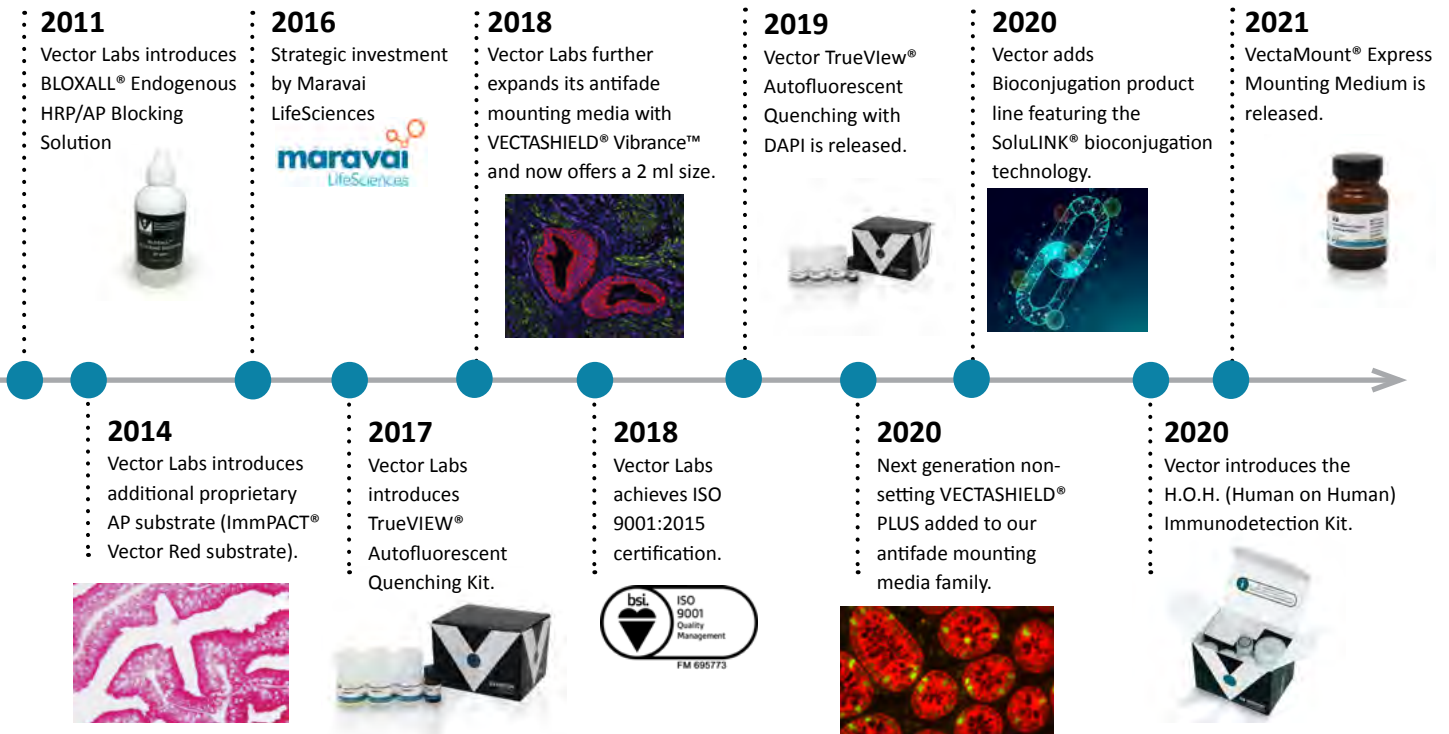 2011
Vector Labs introduces
BLOXALL® Endogenous
HRP/AP Blocking
Solution
2016
Strategic investment
by Maravai
LifeSciences
maravai
LifeSciences
2018
Vector Labs further
expands its antifade
mounting media with
VECTASHIELD® Vibrance™
and now offers a 2 ml size.
2019
Vector TrueVIew®
Autofluorescent
Quenching with
DAPI is released.
2020
Vector adds
Bioconjugation product
line featuring the
SoluLINK® bioconjugation
technology.
2021
VectaMount® Express
Mounting Medium is
released.
2014
Vector Labs introduces
additional proprietary
AP substrate (ImmPACT®
Vector Red substrate).
2017
Vector Labs
introduces
TrueVIEW®
Autofluorescent
Quenching Kit.
2018
Vector Labs
achieves ISO
9001:2015
certification.
bsi.
ISO
9001
Quality
Management
FM 695773
2020
Next generation non-
setting VECTASHIELD®
PLUS added to our
antifade mounting
media family.
2020
Vector introduces the
H.O.H. (Human on Human)
Immunodetection Kit.